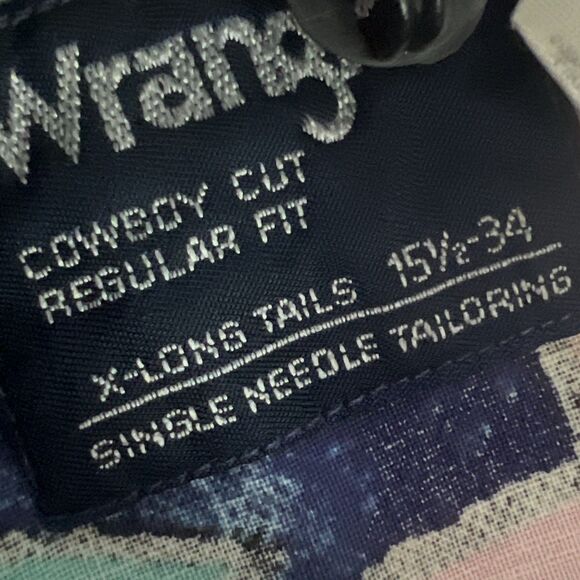 Wrang
COWBOY CUT
REGULAR FIT
X-LONG TAILS 15½-34
SINGLE NEEDLE TAILORING